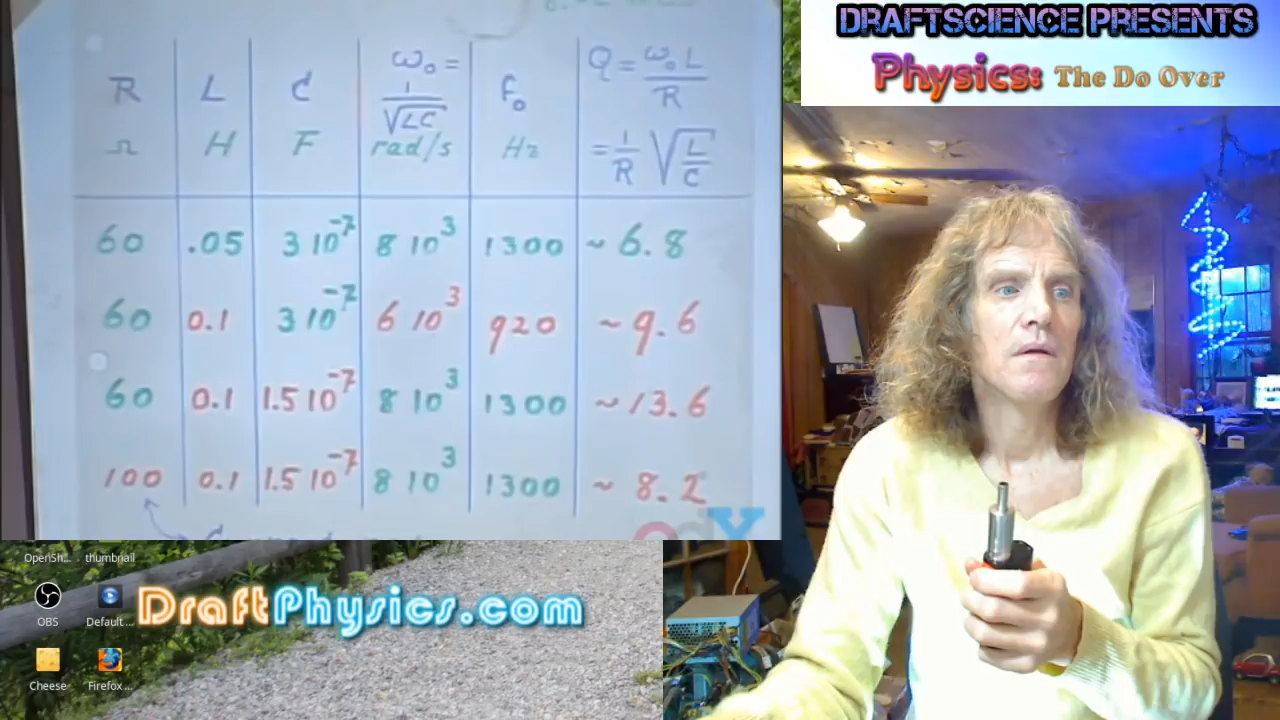 DRAFTSCIENCE PRESENTS
Physics: The Do Over
R L C ω₀ = 1/√LC f₀ Q = ω₀L/R
Ω H F rad/s Hz = 1/R √L/C
60 .05 3 10⁻⁷ 8 10³ 1300 ~ 6.8
60 0.1 3 10⁻⁷ 6 10³ 920 ~ 9.6
60 0.1 1.5 10⁻⁷ 8 10³ 1300 ~ 13.6
100 0.1 1.5 10⁻⁷ 8 10³ 1300 ~ 8.2
edX
OpenSh... thumbnail
DraftPhysics.com
OBS Default ...
Cheese Firefox ...